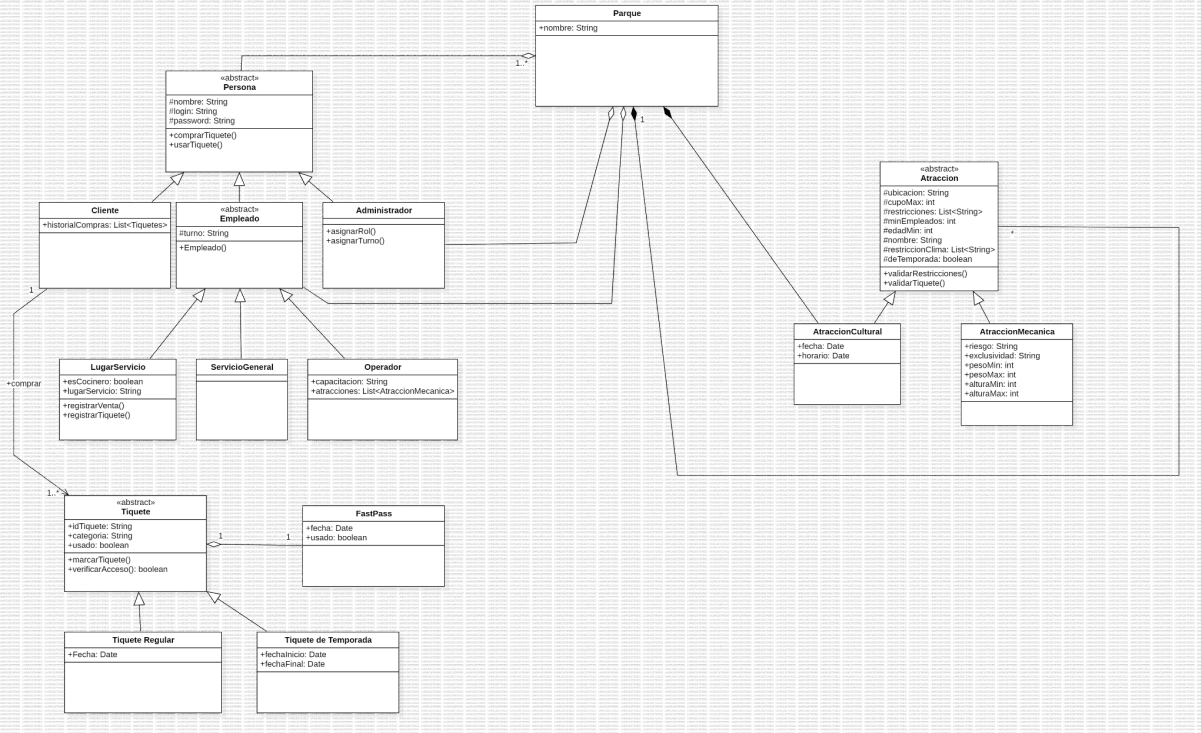 Parque
+nombre: String
1..*
1
«abstract»
Persona
#nombre: String
#login: String
#password: String
+comprarTiquete()
+usarTiquete()
Cliente
+historialCompras: List<Tiquetes>
«abstract»
Empleado
#turno: String
+Empleado()
Administrador
+asignarRol()
+asignarTurno()
«abstract»
Atraccion
#ubicacion: String
#cupoMax: int
#restricciones: List<String>
#minEmpleados: int
#edadMin: int
#nombre: String
#restriccionClima: List<String>
#deTemporada: boolean
+validarRestricciones()
+validarTiquete()
*
AtraccionCultural
+fecha: Date
+horario: Date
AtraccionMecanica
+riesgo: String
+exclusividad: String
+pesoMin: int
+pesoMax: int
+alturaMin: int
+alturaMax: int
1
+comprar
1..*
LugarServicio
+esCocinero: boolean
+lugarServicio: String
+registrarVenta()
+registrarTiquete()
ServicioGeneral
Operador
+capacitacion: String
+atracciones: List<AtraccionMecanica>
«abstract»
Tiquete
+idTiquete: String
+categoria: String
+usado: boolean
+marcarTiquete()
+verificarAcceso(): boolean
1
1
FastPass
+fecha: Date
+usado: boolean
Tiquete Regular
+Fecha: Date
Tiquete de Temporada
+fechaInicio: Date
+fechaFinal: Date